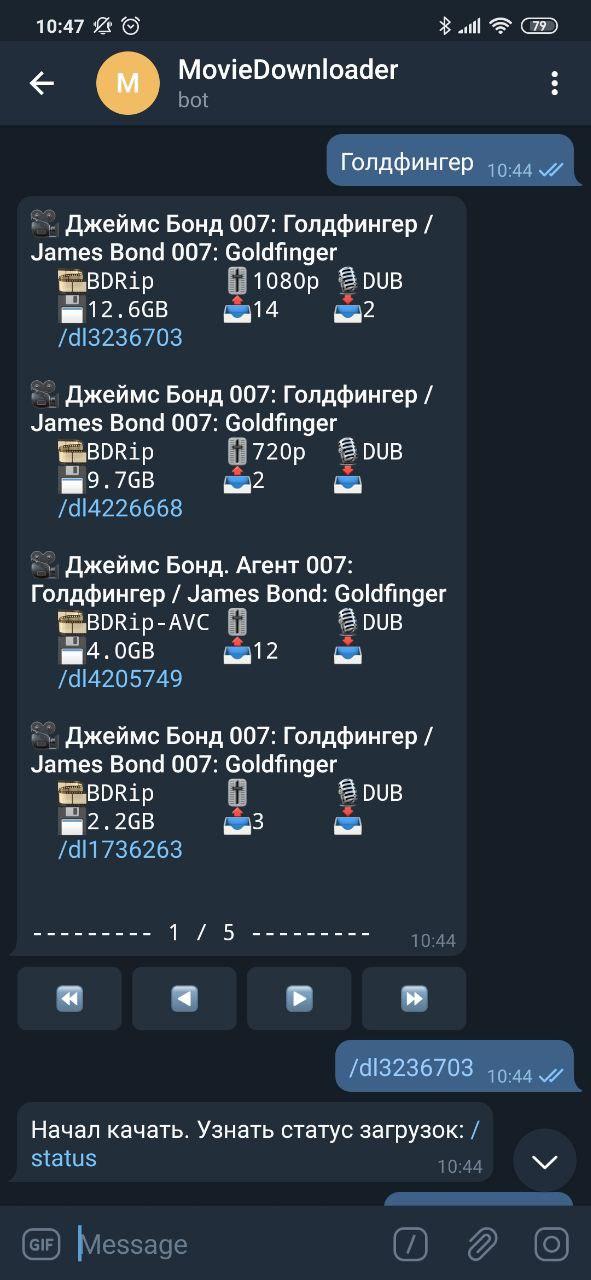 10:47
79
M
MovieDownloader
bot
Голдфингер 10:44
Джеймс Бонд 007: Голдфингер /
James Bond 007: Goldfinger
BDRip 1080p DUB
12.6GB 14 2
/dl3236703
Джеймс Бонд 007: Голдфингер /
James Bond 007: Goldfinger
BDRip 720p DUB
9.7GB 2
/dl4226668
Джеймс Бонд. Агент 007:
Голдфингер / James Bond: Goldfinger
BDRip-AVC DUB
4.0GB 12
/dl4205749
Джеймс Бонд 007: Голдфингер /
James Bond 007: Goldfinger
BDRip DUB
2.2GB 3
/dl1736263
--------- 1 / 5 ---------
10:44
/dl3236703 10:44
Начал качать. Узнать статус загрузок: /
status
10:44
GIF Message /